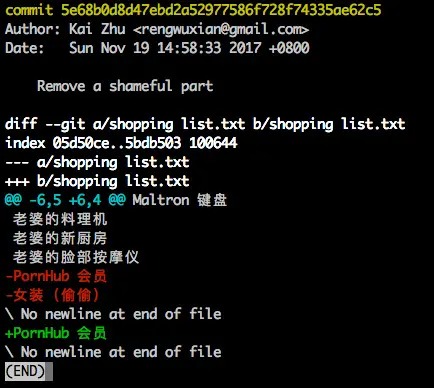 commit 5e68b0d8d47ebd2a52977586f728f74335ae62c5
Author: Kai Zhu <rengwuxian@gmail.com>
Date:   Sun Nov 19 14:58:33 2017 +0800

    Remove a shameful part

diff --git a/shopping list.txt b/shopping list.txt
index 05d50ce..5bdb503 100644
--- a/shopping list.txt
+++ b/shopping list.txt
@@ -6,5 +6,4 @@ Maltron 键盘
 老婆的料理机
 老婆的新厨房
 老婆的脸部按摩仪
-PornHub 会员
-女装（偷偷）
\ No newline at end of file
+PornHub 会员
\ No newline at end of file
(END)